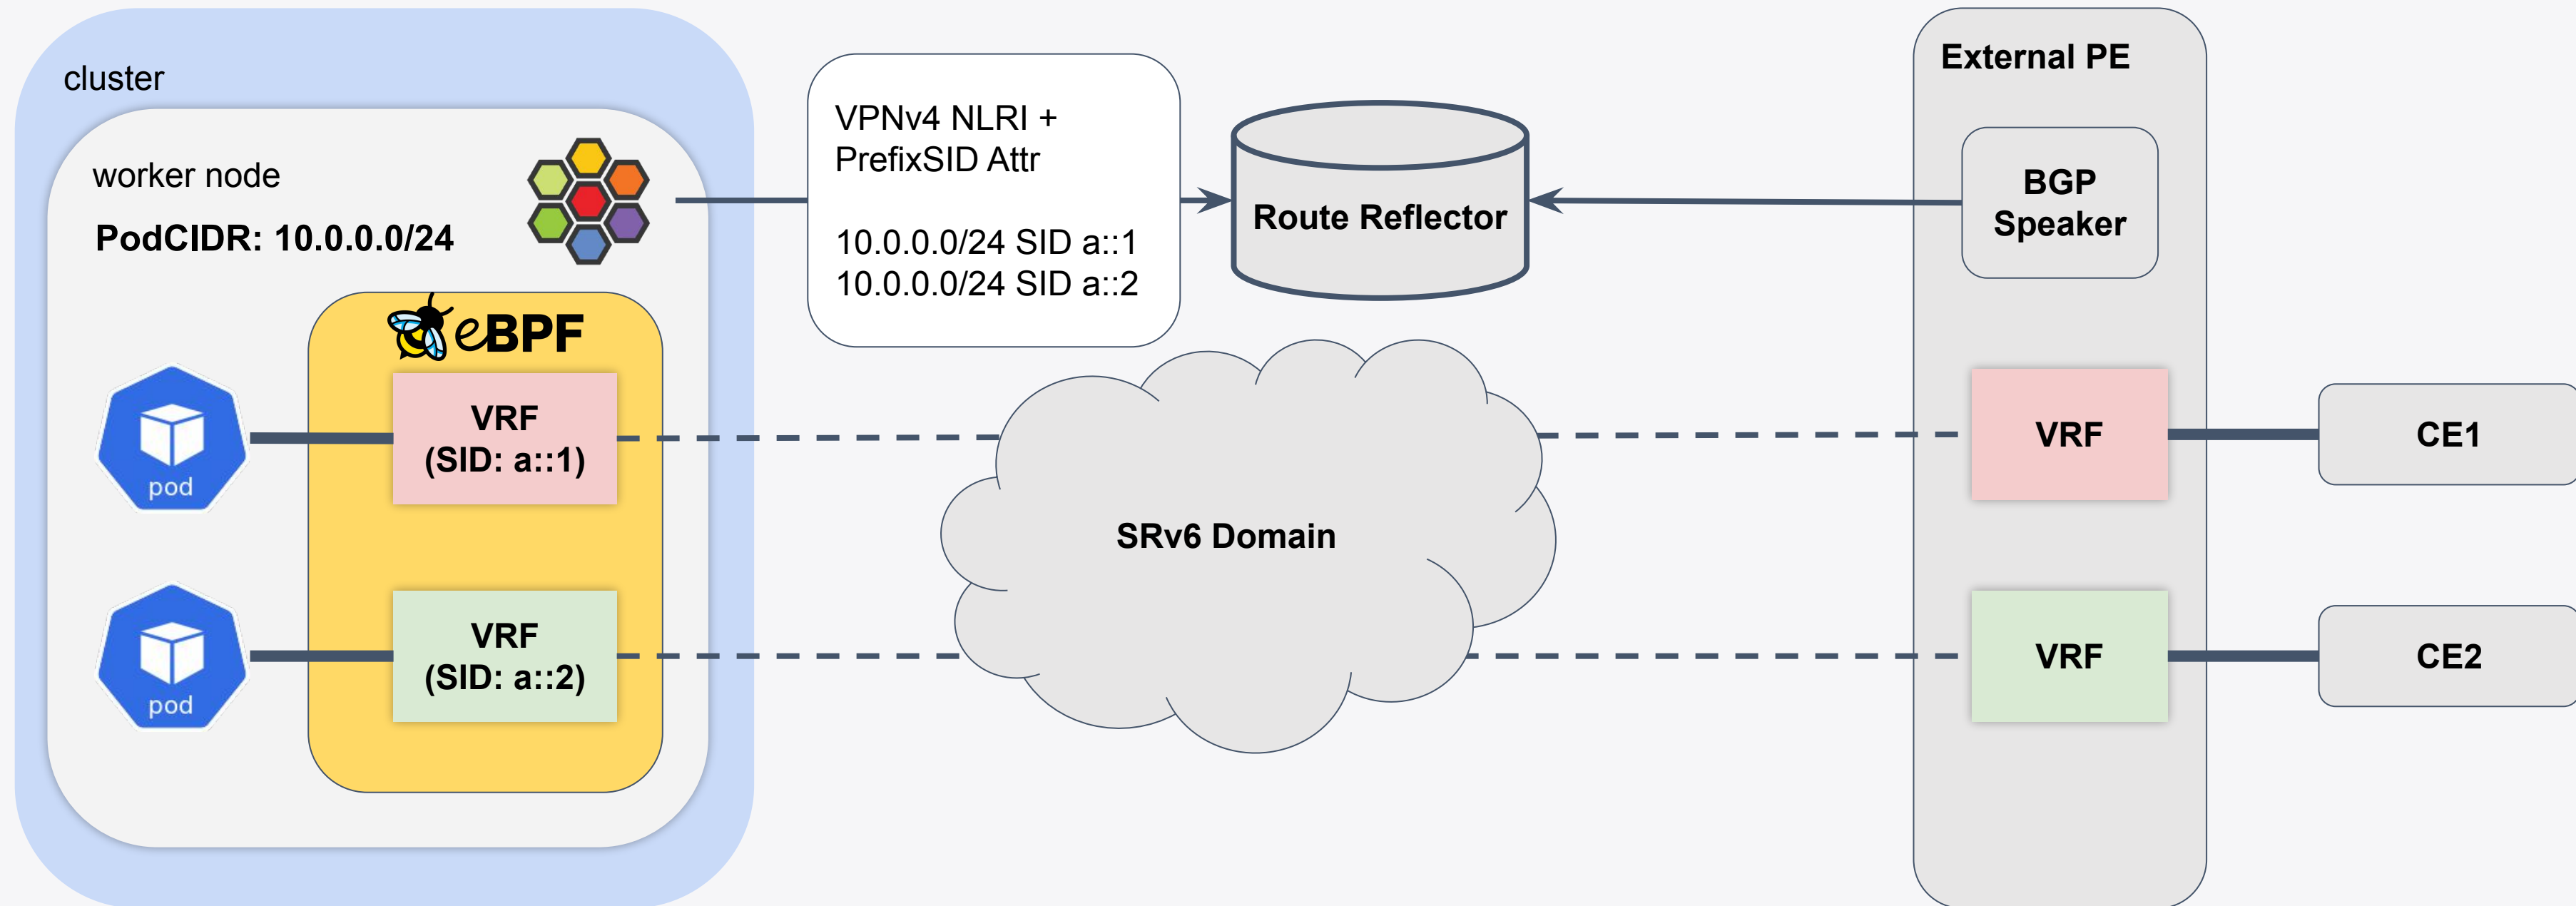 cluster
worker node
PodCIDR: 10.0.0.0/24
eBPF
VRF
(SID: a::1)
pod
VRF
(SID: a::2)
pod
VPNv4 NLRI +
PrefixSID Attr
10.0.0.0/24 SID a::1
10.0.0.0/24 SID a::2
Route Reflector
SRv6 Domain
External PE
BGP
Speaker
VRF
CE1
VRF
CE2